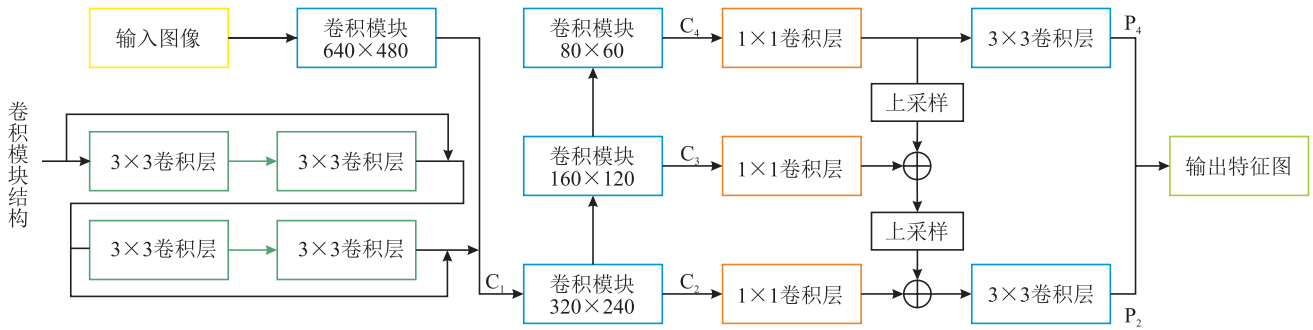 输入图像
卷积模块
640×480
卷积模块
80×60
C₄
1×1卷积层
3×3卷积层
P₄
上采样
卷积模块结构
3×3卷积层
3×3卷积层
卷积模块
160×120
C₃
1×1卷积层
输出特征图
上采样
3×3卷积层
3×3卷积层
C₁
卷积模块
320×240
C₂
1×1卷积层
3×3卷积层
P₂